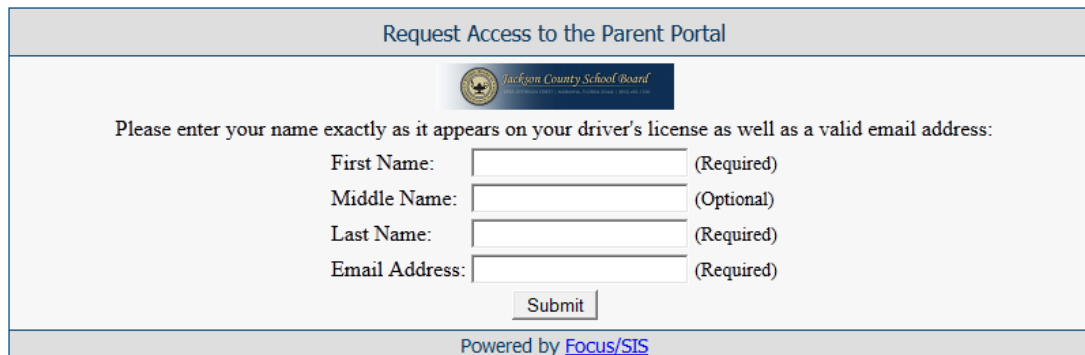 Request Access to the Parent Portal
Jackson County School Board
Please enter your name exactly as it appears on your driver's license as well as a valid email address:
First Name: (Required)
Middle Name: (Optional)
Last Name: (Required)
Email Address: (Required)
Submit
Powered by Focus/SIS